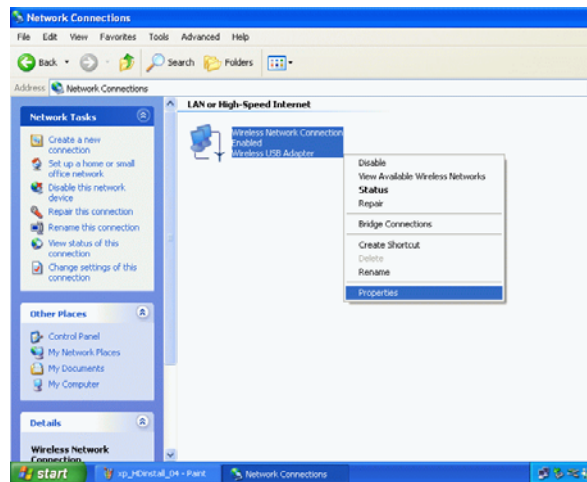 Network Connections
File Edit View Favorites Tools Advanced Help
Back Search Folders
Address Network Connections
Network Tasks
Create a new
connection
Set up a home or small
office network
Disable this network
device
Repair this connection
Rename this connection
View status of this
connection
Change settings of this
connection
Other Places
Control Panel
My Network Places
My Documents
My Computer
Details
Wireless Network
Connection
LAN or High-Speed Internet
Wireless Network Connection
Enabled
Wireless USB Adapter
Disable
View Available Wireless Networks
Status
Repair
Bridge Connections
Create Shortcut
Delete
Rename
Properties
start xp_HDinstall_04 - Paint Network Connections